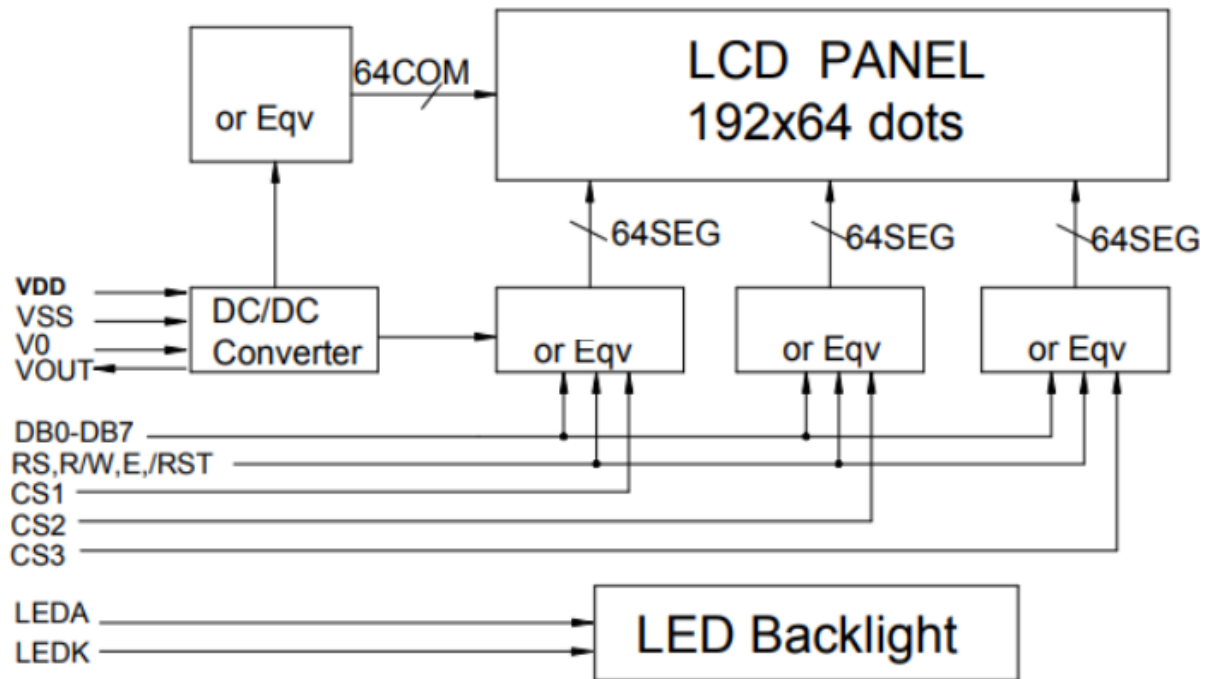 LCD PANEL
192x64 dots
64COM
or Eqv
64SEG
64SEG
64SEG
VDD
VSS
V0
VOUT
DC/DC
Converter
or Eqv
or Eqv
or Eqv
DB0-DB7
RS,R/W,E,/RST
CS1
CS2
CS3
LEDA
LEDK
LED Backlight